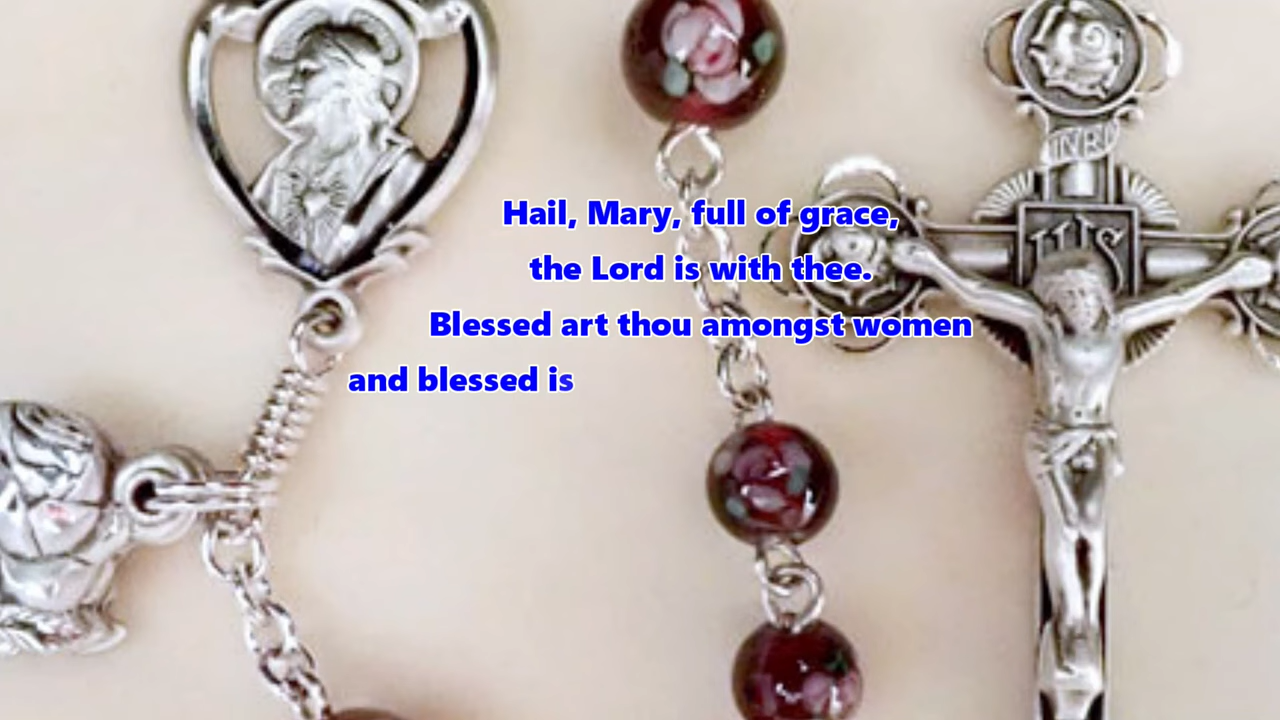 INRI
IHS
Hail, Mary, full of grace,
the Lord is with thee.
Blessed art thou amongst women
and blessed is